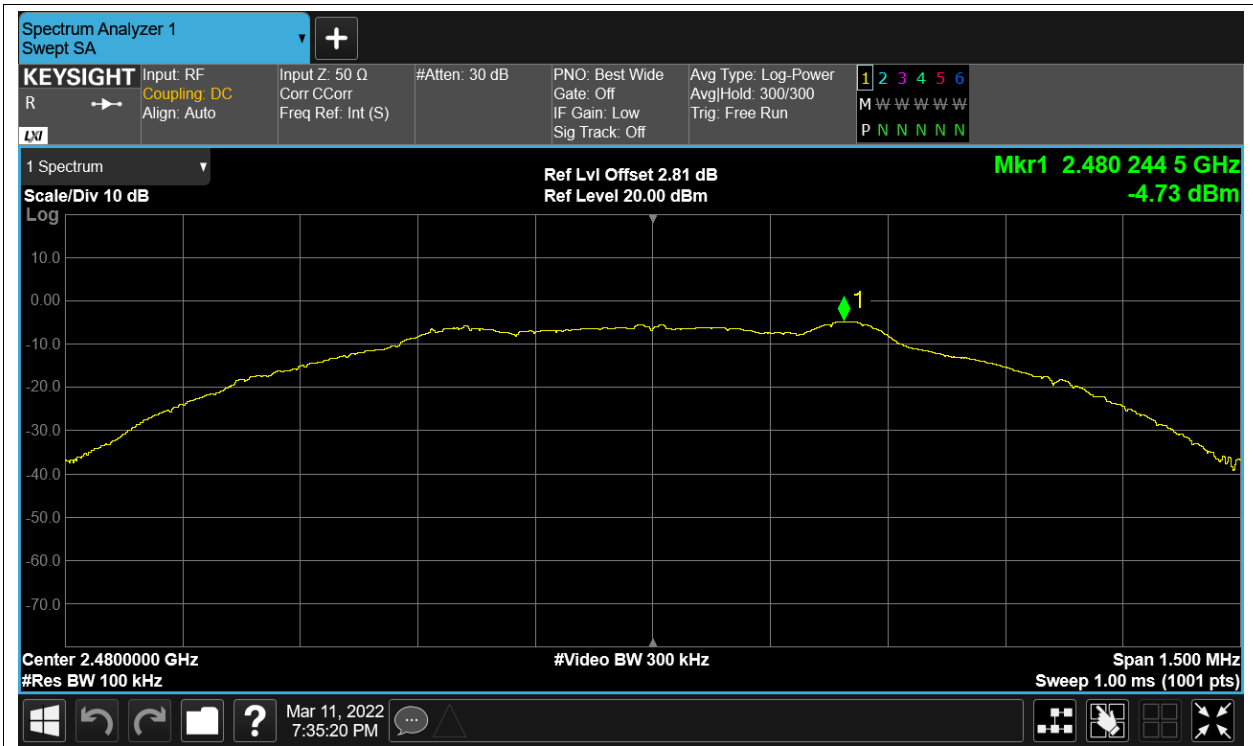 Spectrum Analyzer 1
Swept SA
KEYSIGHT
R
LXI
Input: RF
Coupling: DC
Align: Auto
Input Z: 50 Ω
Corr CCorr
Freq Ref: Int (S)
#Atten: 30 dB
PNO: Best Wide
Gate: Off
IF Gain: Low
Sig Track: Off
Avg Type: Log-Power
Avg|Hold: 300/300
Trig: Free Run
1 2 3 4 5 6
M W W W W W W
P N N N N N N
1 Spectrum
Scale/Div 10 dB
Log
Ref Lvl Offset 2.81 dB
Ref Level 20.00 dBm
Mkr1 2.480 244 5 GHz
-4.73 dBm
10.0
0.00
-10.0
-20.0
-30.0
-40.0
-50.0
-60.0
-70.0
1
Center 2.4800000 GHz
#Res BW 100 kHz
#Video BW 300 kHz
Span 1.500 MHz
Sweep 1.00 ms (1001 pts)
?
Mar 11, 2022
7:35:20 PM